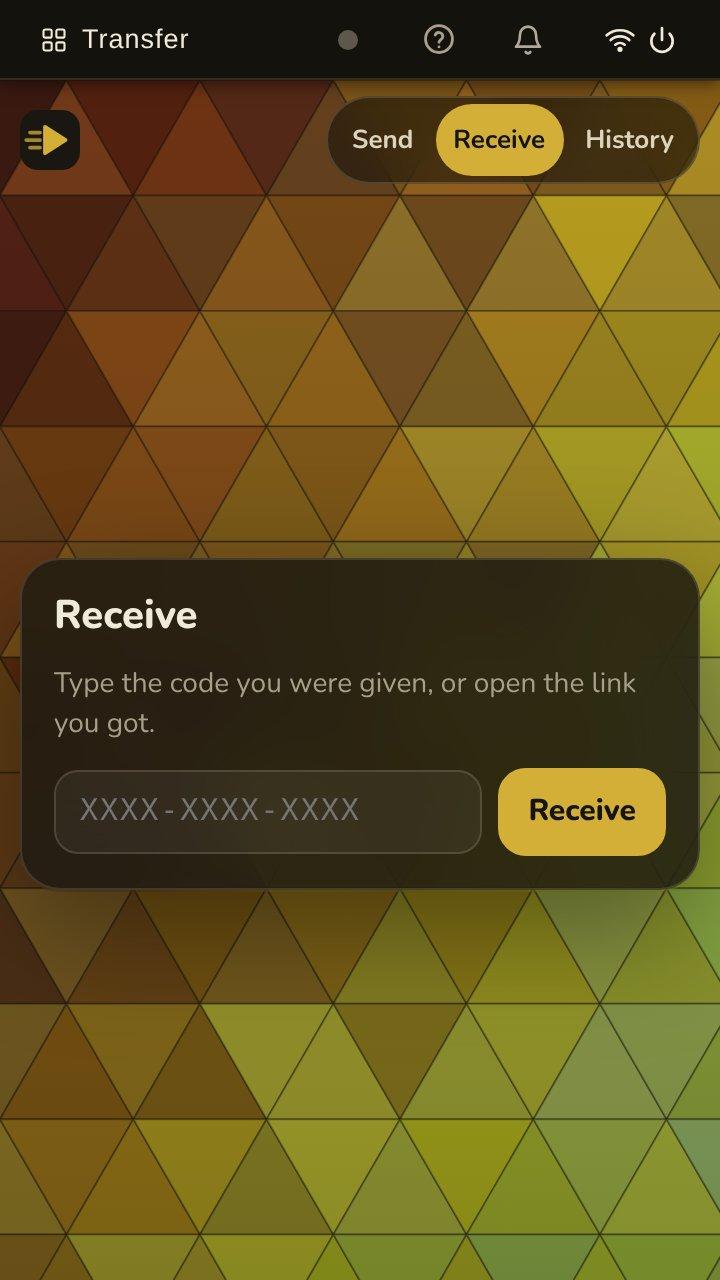 Transfer
Send Receive History
Receive
Type the code you were given, or open the link
you got.
XXXX-XXXX-XXXX Receive